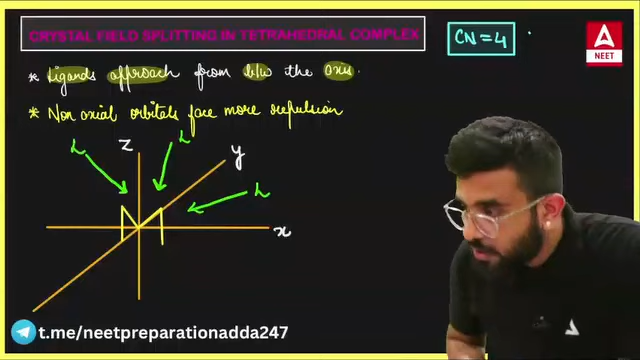 CRYSTAL FIELD SPLITTING IN TETRAHEDRAL COMPLEX
CN = 4
A
NEET
* Ligands approach from b/w the axis.
* Non axial orbitals face more repulsion
L
Z
L
y
L
x
t.me/neetpreparationadda247